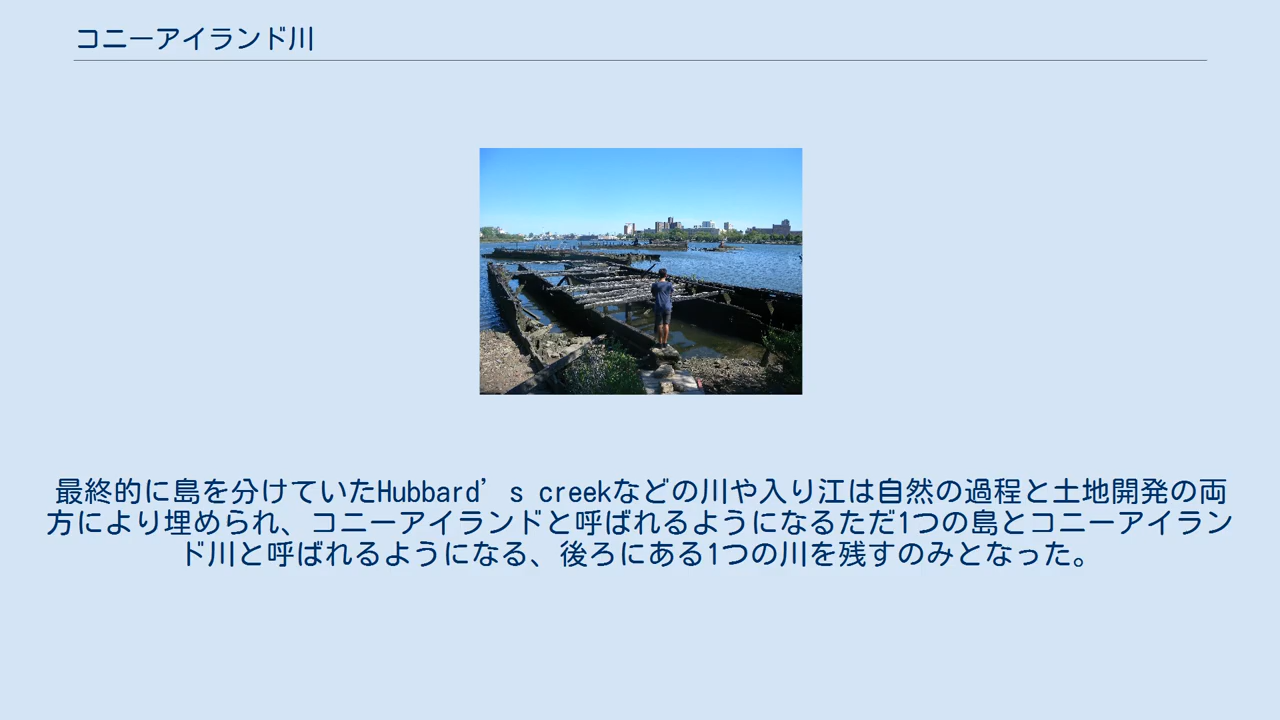 コニーアイランド川
最終的に島を分けていたHubbard’s creekなどの川や入り江は自然の過程と土地開発の両
方により埋められ、コニーアイランドと呼ばれるようになるただ1つの島とコニーアイラン
ド川と呼ばれるようになる、後ろにある1つの川を残すのみとなった。